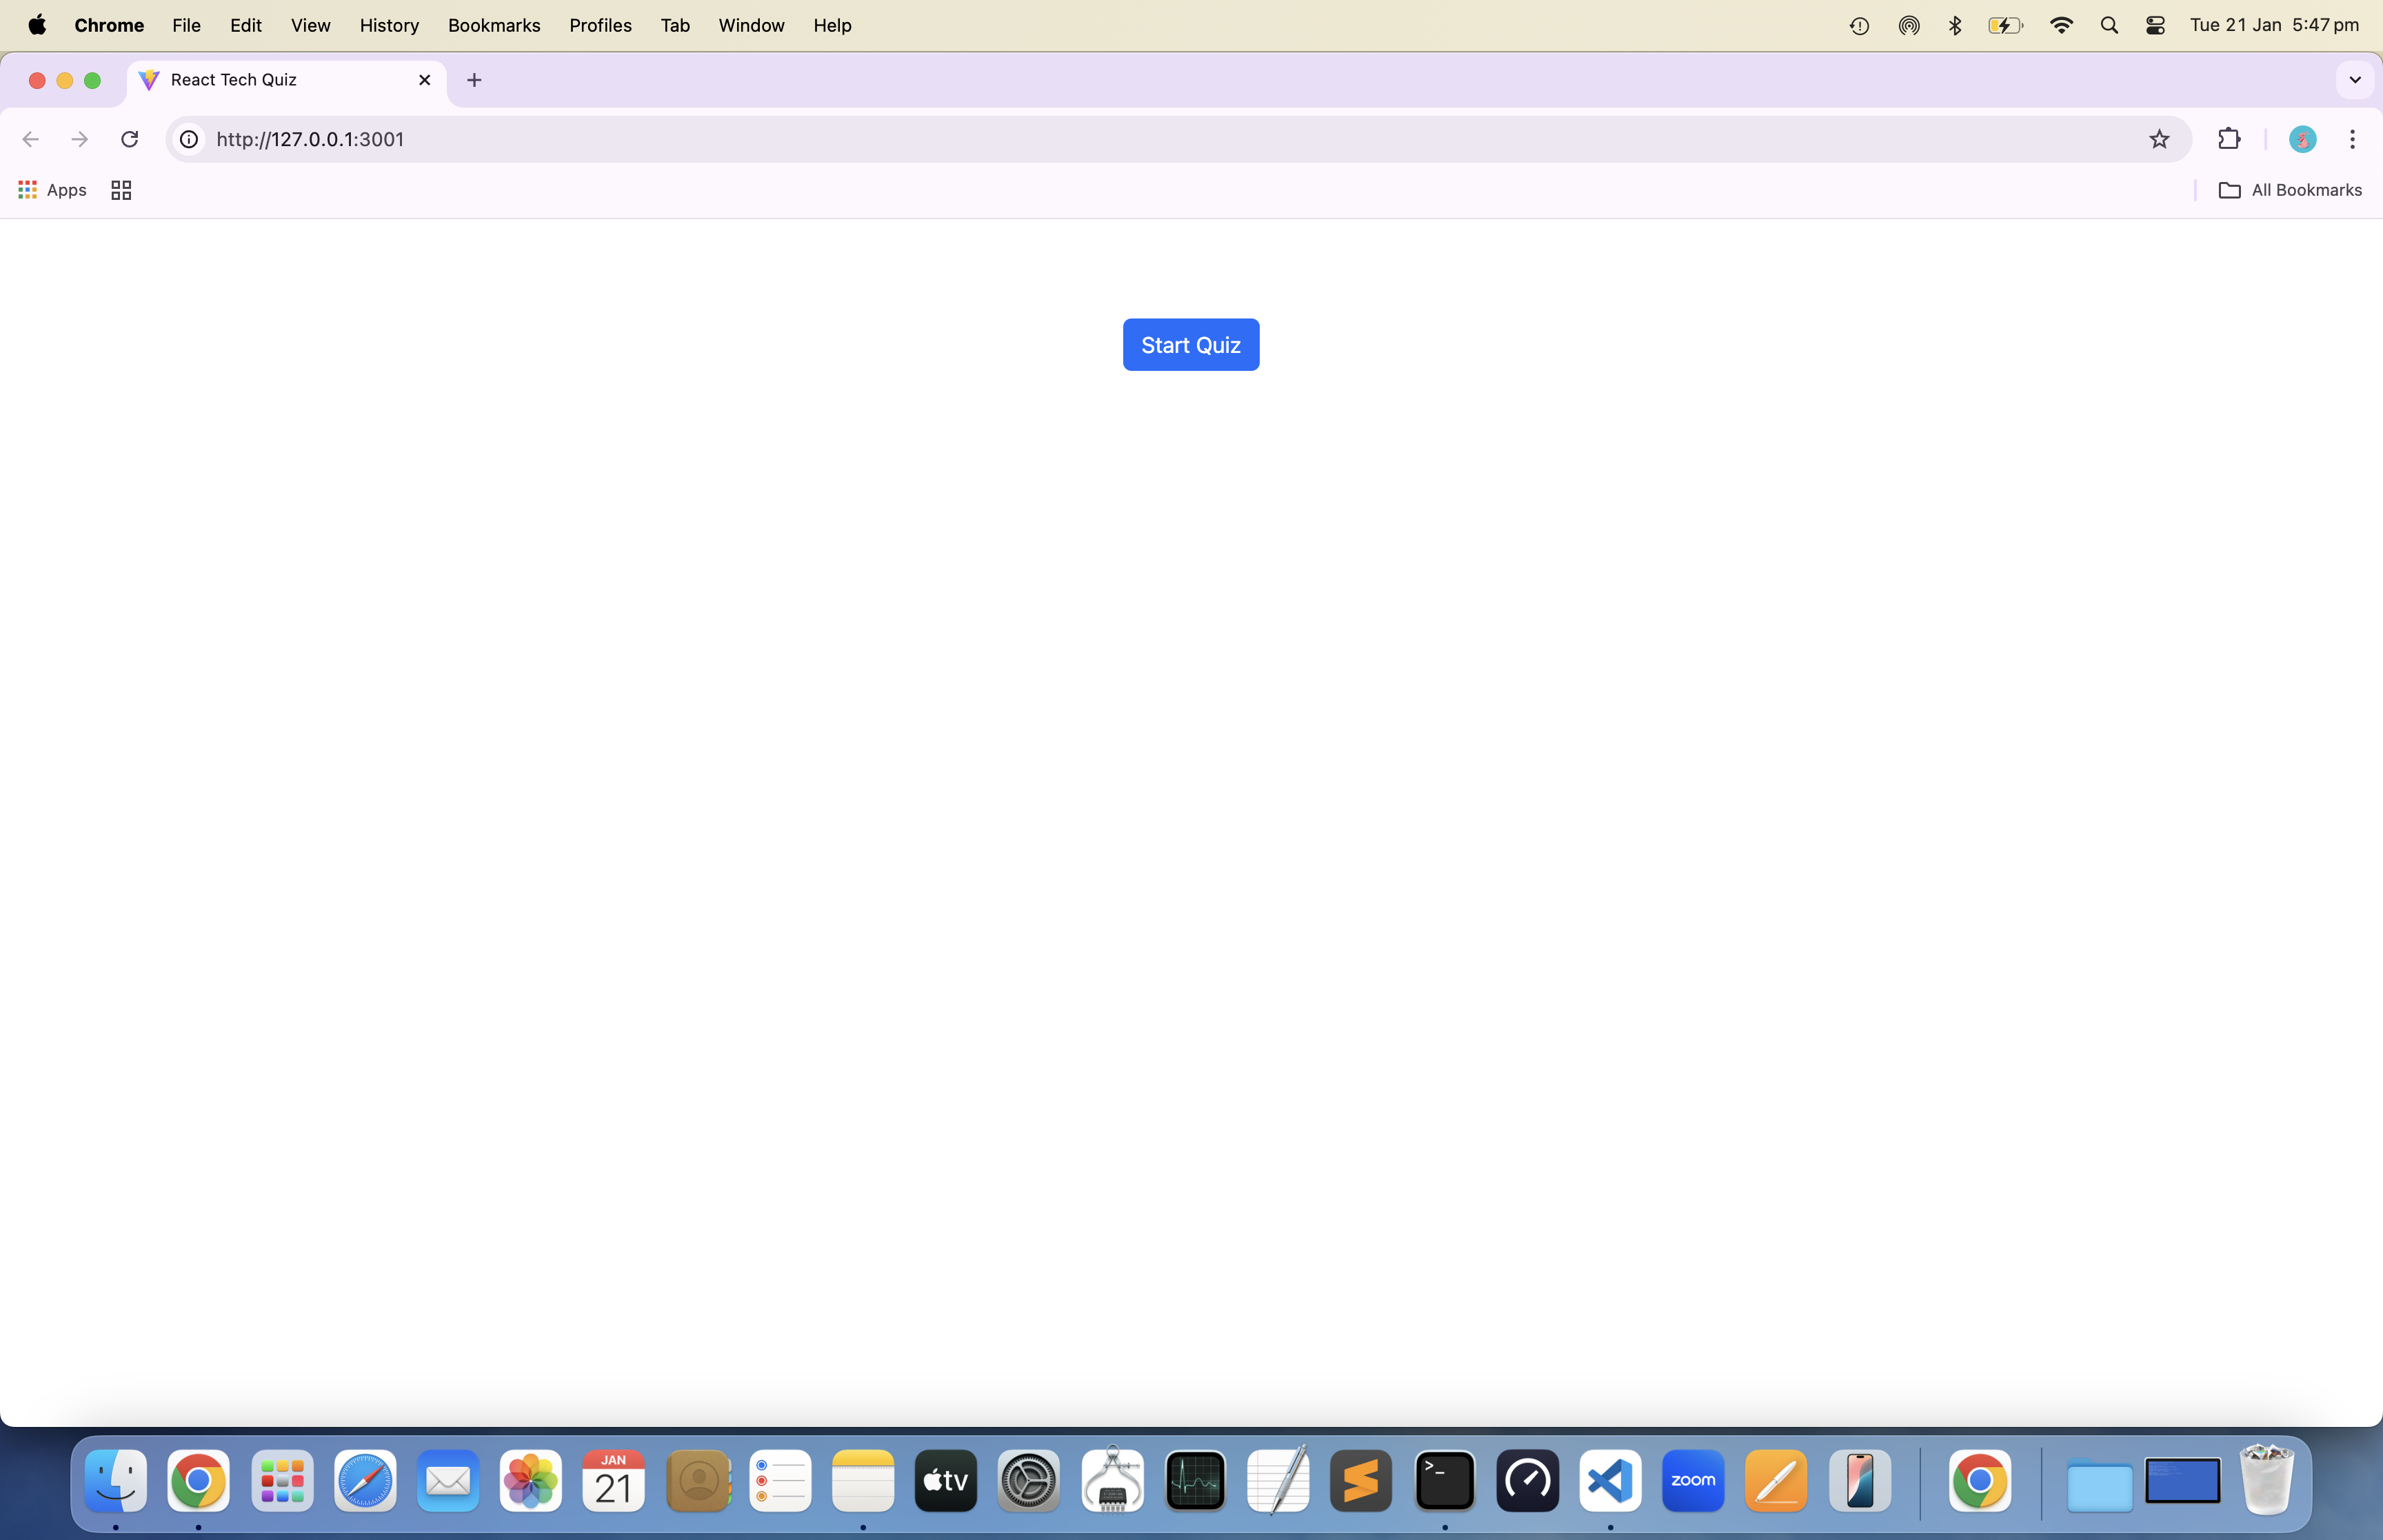 Chrome File Edit View History Bookmarks Profiles Tab Window Help Tue 21 Jan 5:47 pm
React Tech Quiz
http://127.0.0.1:3001
Apps All Bookmarks
Start Quiz
JAN
21
tv
>_
zoom